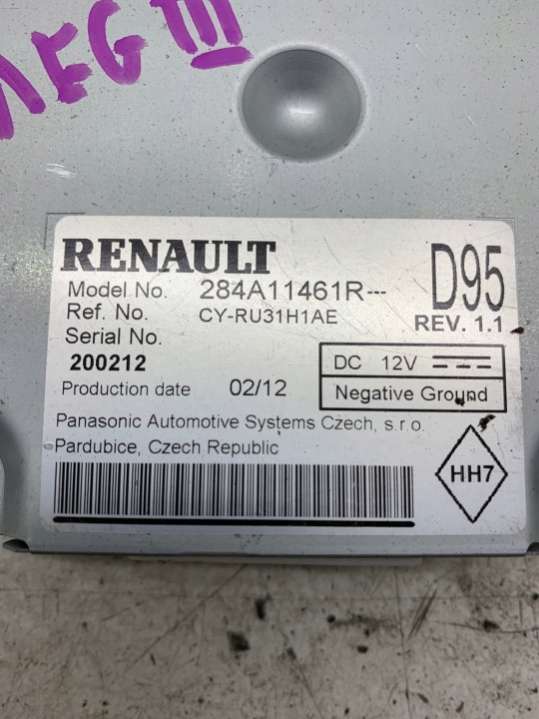 МЕГ III
RENAULT
D95
Model No. 284A11461R---
Ref. No. CY-RU31H1AE
REV. 1.1
Serial No.
200212
DC 12V
Production date 02/12
Negative Ground
Panasonic Automotive Systems Czech, s.r.o.
Pardubice, Czech Republic
HH7